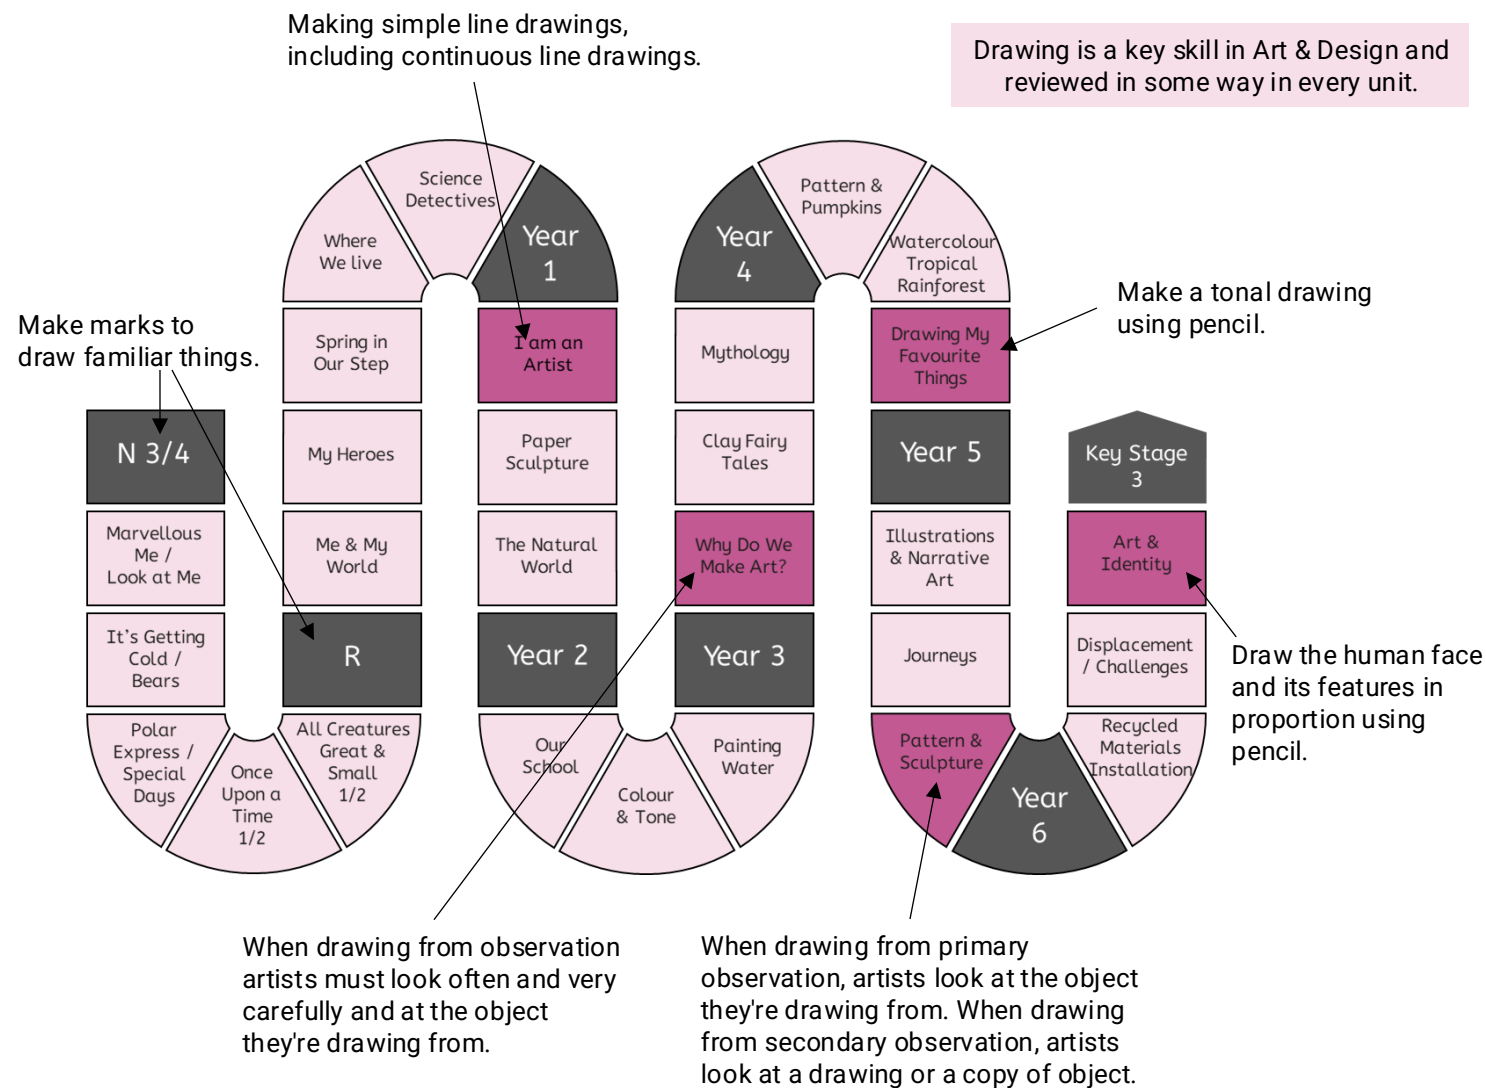 Making simple line drawings,
including continuous line drawings.
Drawing is a key skill in Art & Design and
reviewed in some way in every unit.
Make marks to
draw familiar things.
N 3/4
Marvellous
Me /
Look at Me
It's Getting
Cold /
Bears
Polar
Express /
Special
Days
Once
Upon a
Time
1/2
All Creatures
Great &
Small
1/2
R
Me & My
World
My Heroes
Spring in
Our Step
Where
We live
Science
Detectives
Year
1
I am an
Artist
Paper
Sculpture
The Natural
World
Year 2
Our
School
Colour
& Tone
Painting
Water
Year 3
Why Do We
Make Art?
Clay Fairy
Tales
Mythology
Year
4
Pattern &
Pumpkins
Watercolour
Tropical
Rainforest
Drawing My
Favourite
Things
Make a tonal drawing
using pencil.
Year 5
Illustrations
& Narrative
Art
Journeys
Pattern &
Sculpture
Year
6
Recycled
Materials
Installation
Displacement
/ Challenges
Art &
Identity
Key Stage
3
Draw the human face
and its features in
proportion using
pencil.
When drawing from observation
artists must look often and very
carefully and at the object
they're drawing from.
When drawing from primary
observation, artists look at the object
they're drawing from. When drawing
from secondary observation, artists
look at a drawing or a copy of object.